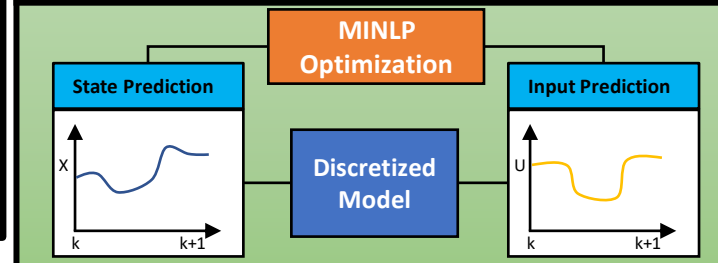 MINLP
Optimization
State Prediction
Input Prediction
X
k
k+1
Discretized
Model
U
k
k+1